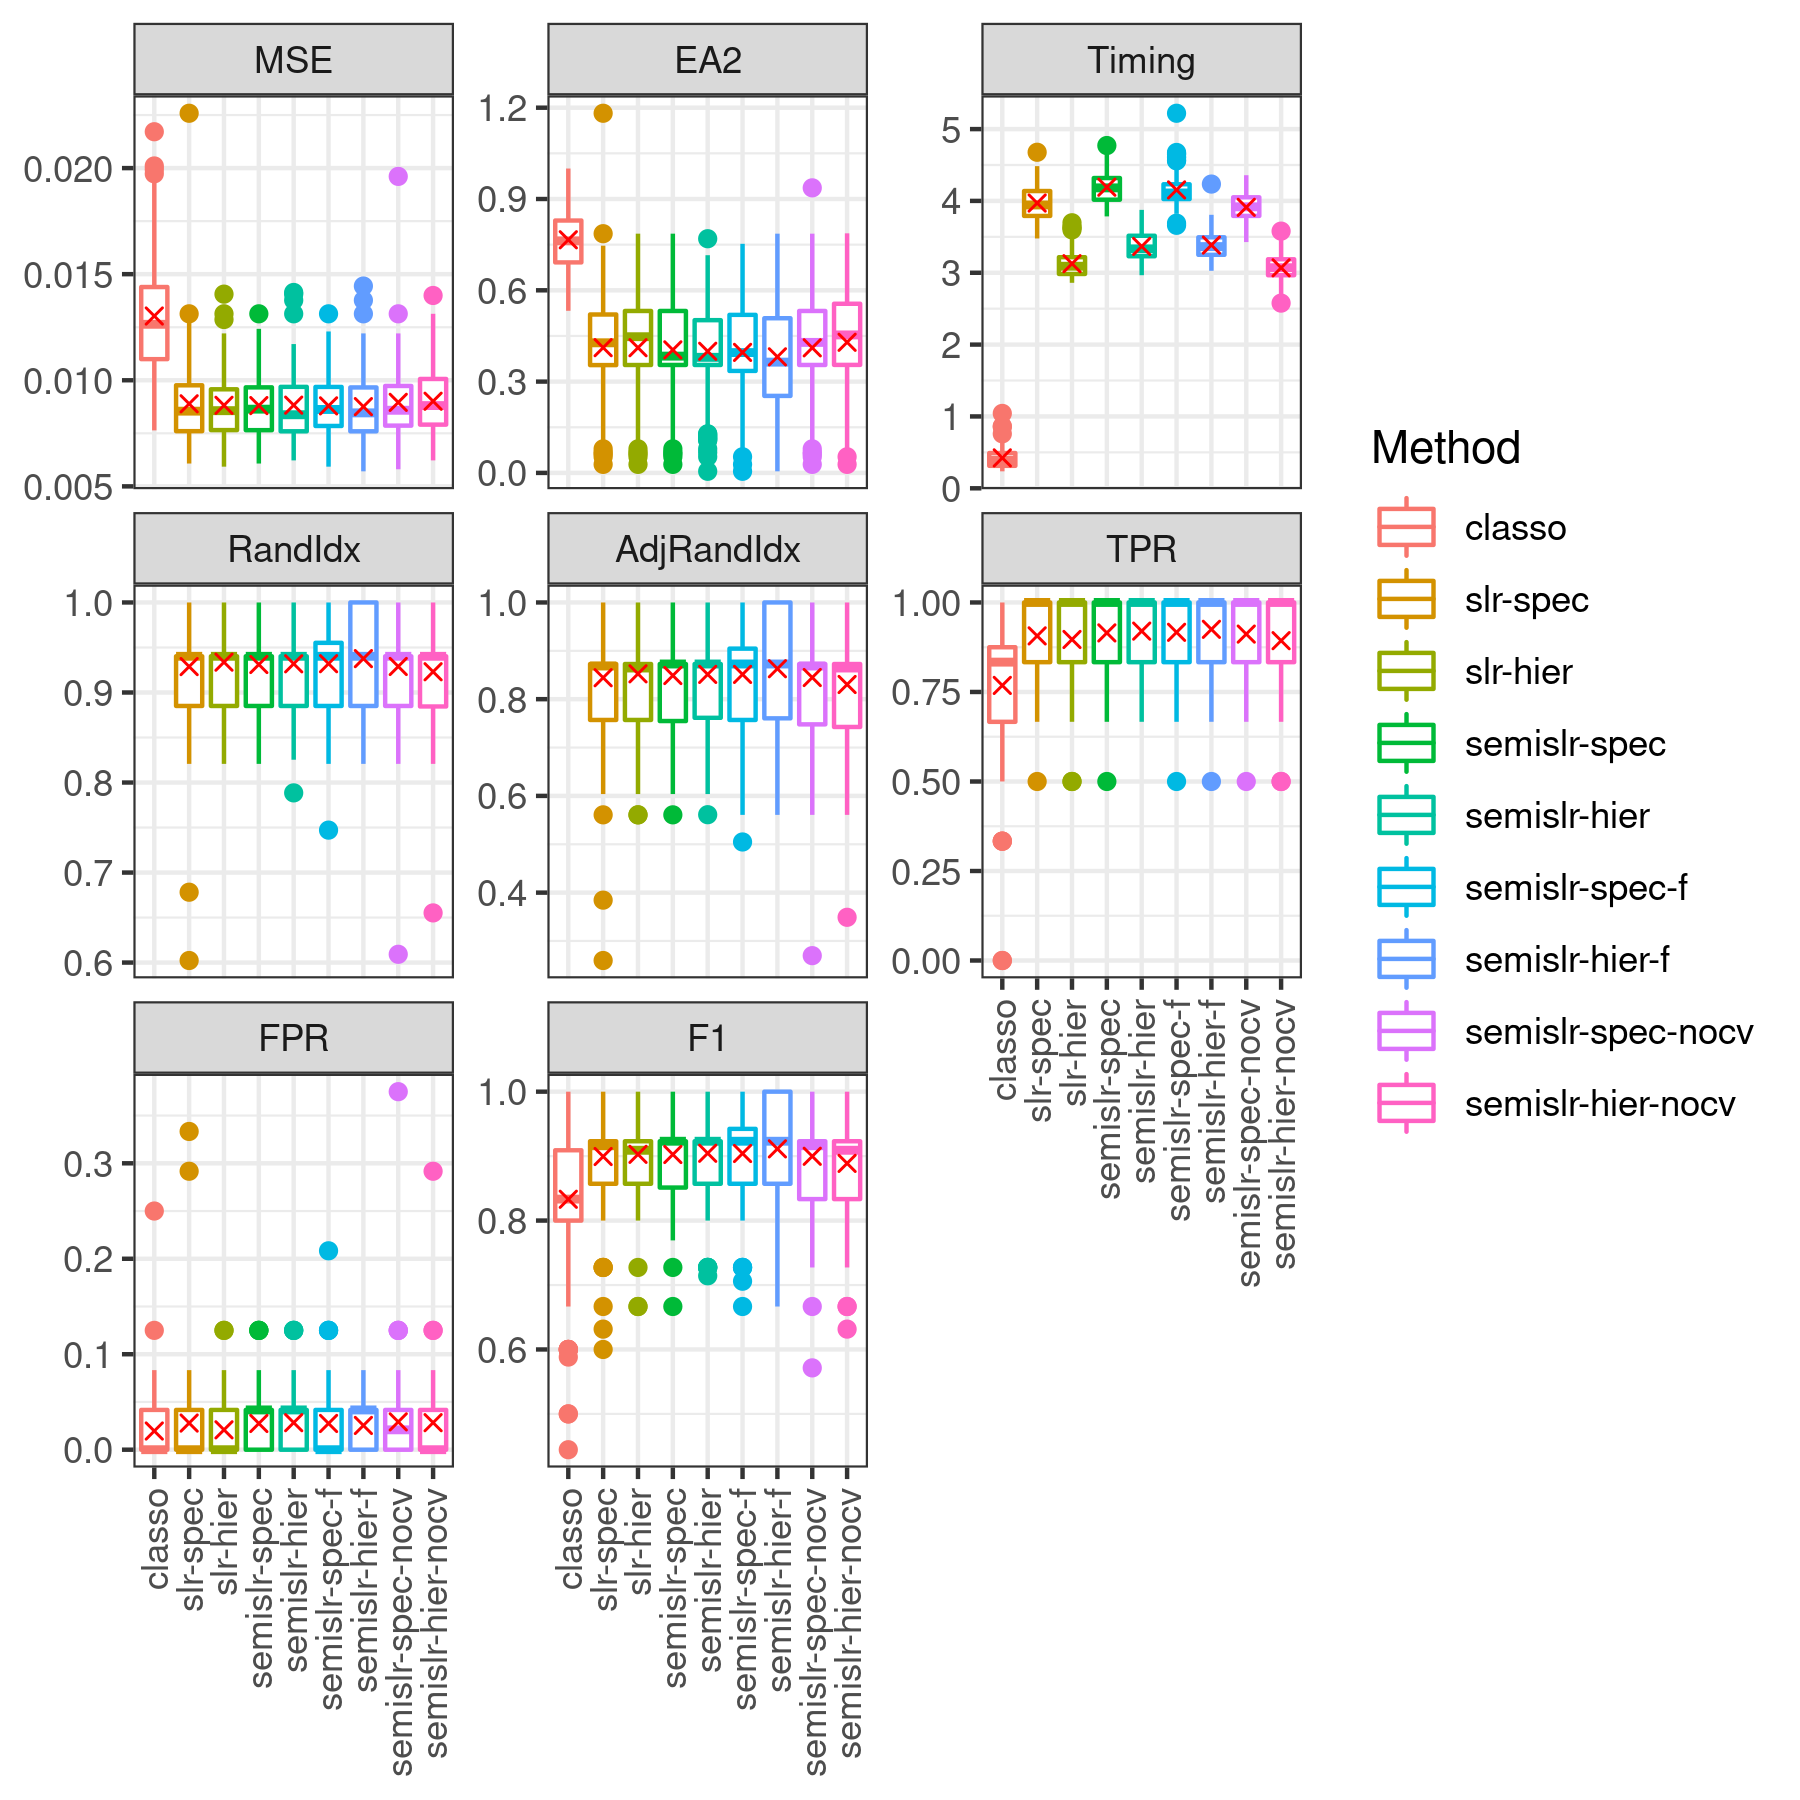 MSE
EA2
Timing
0.020
0.015
0.010
0.005
1.2
0.9
0.6
0.3
0.0
5
4
3
2
1
0
RandIdx
AdjRandIdx
TPR
1.0
0.9
0.8
0.7
0.6
1.0
0.8
0.6
0.4
1.00
0.75
0.50
0.25
0.00
classo
slr-spec
slr-hier
semislr-spec
semislr-hier
semislr-spec-f
semislr-hier-f
semislr-spec-nocv
semislr-hier-nocv
FPR
F1
0.3
0.2
0.1
0.0
1.0
0.8
0.6
classo
slr-spec
slr-hier
semislr-spec
semislr-hier
semislr-spec-f
semislr-hier-f
semislr-spec-nocv
semislr-hier-nocv
classo
slr-spec
slr-hier
semislr-spec
semislr-hier
semislr-spec-f
semislr-hier-f
semislr-spec-nocv
semislr-hier-nocv
Method
classo
slr-spec
slr-hier
semislr-spec
semislr-hier
semislr-spec-f
semislr-hier-f
semislr-spec-nocv
semislr-hier-nocv